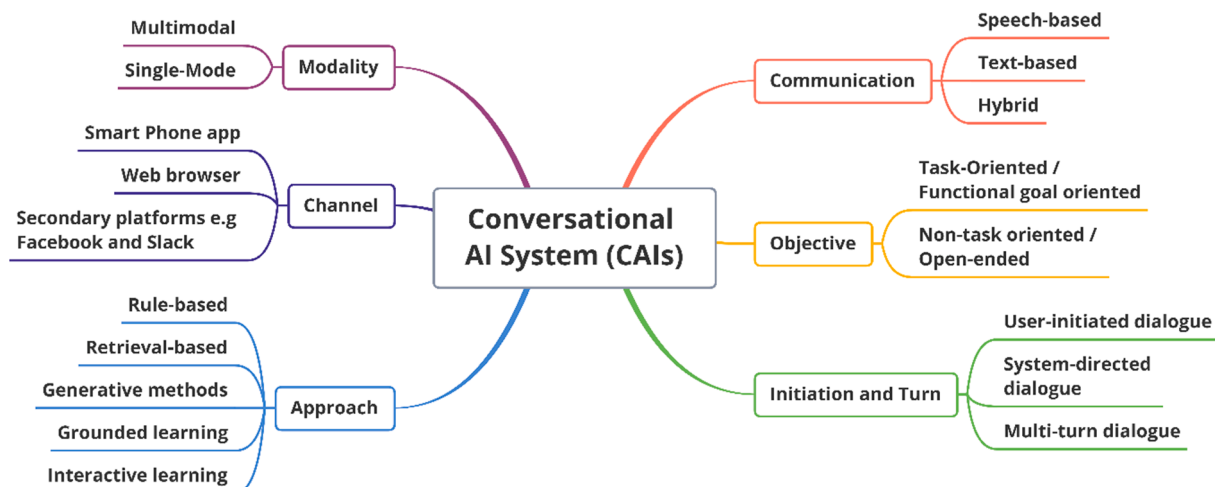 Conversational
AI System (CAIs)
Modality
Multimodal
Single-Mode
Channel
Smart Phone app
Web browser
Secondary platforms e.g
Facebook and Slack
Approach
Rule-based
Retrieval-based
Generative methods
Grounded learning
Interactive learning
Communication
Speech-based
Text-based
Hybrid
Objective
Task-Oriented /
Functional goal oriented
Non-task oriented /
Open-ended
Initiation and Turn
User-initiated dialogue
System-directed
dialogue
Multi-turn dialogue